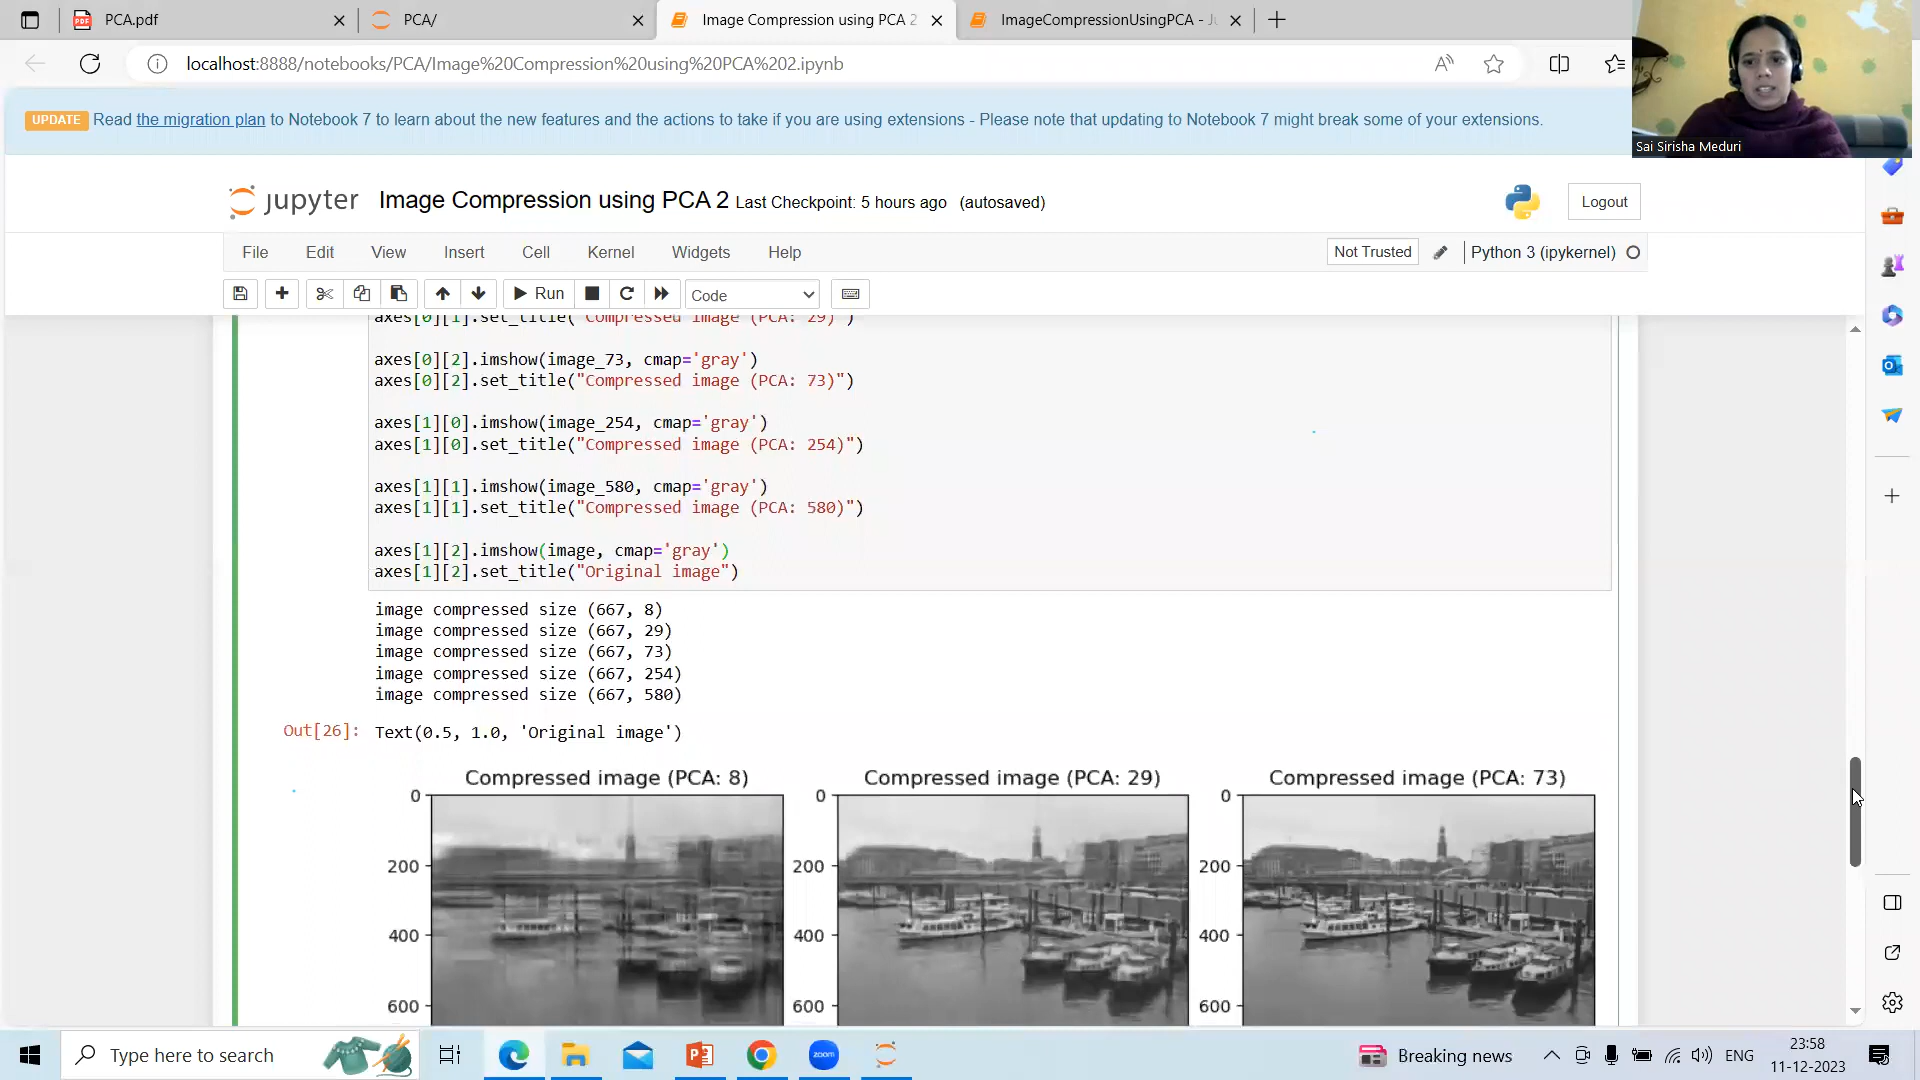 PCA.pdf
PCA/
Image Compression using PCA 2
ImageCompressionUsingPCA - Ju
localhost:8888/notebooks/PCA/Image%20Compression%20using%20PCA%202.ipynb
UPDATE Read the migration plan to Notebook 7 to learn about the new features and the actions to take if you are using extensions - Please note that updating to Notebook 7 might break some of your extensions.
Sai Sirisha Meduri
jupyter Image Compression using PCA 2 Last Checkpoint: 5 hours ago (autosaved)
Logout
File Edit View Insert Cell Kernel Widgets Help
Not Trusted
Python 3 (ipykernel)
Run
Code
axes[0][1].set_title("Compressed image (PCA: 29)")
axes[0][2].imshow(image_73, cmap='gray')
axes[0][2].set_title("Compressed image (PCA: 73)")
axes[1][0].imshow(image_254, cmap='gray')
axes[1][0].set_title("Compressed image (PCA: 254)")
axes[1][1].imshow(image_580, cmap='gray')
axes[1][1].set_title("Compressed image (PCA: 580)")
axes[1][2].imshow(image, cmap='gray')
axes[1][2].set_title("Original image")
image compressed size (667, 8)
image compressed size (667, 29)
image compressed size (667, 73)
image compressed size (667, 254)
image compressed size (667, 580)
Out[26]: Text(0.5, 1.0, 'Original image')
Compressed image (PCA: 8)
0
200
400
600
Compressed image (PCA: 29)
0
200
400
600
Compressed image (PCA: 73)
0
200
400
600
Type here to search
zoom
Breaking news
ENG
23:58
11-12-2023